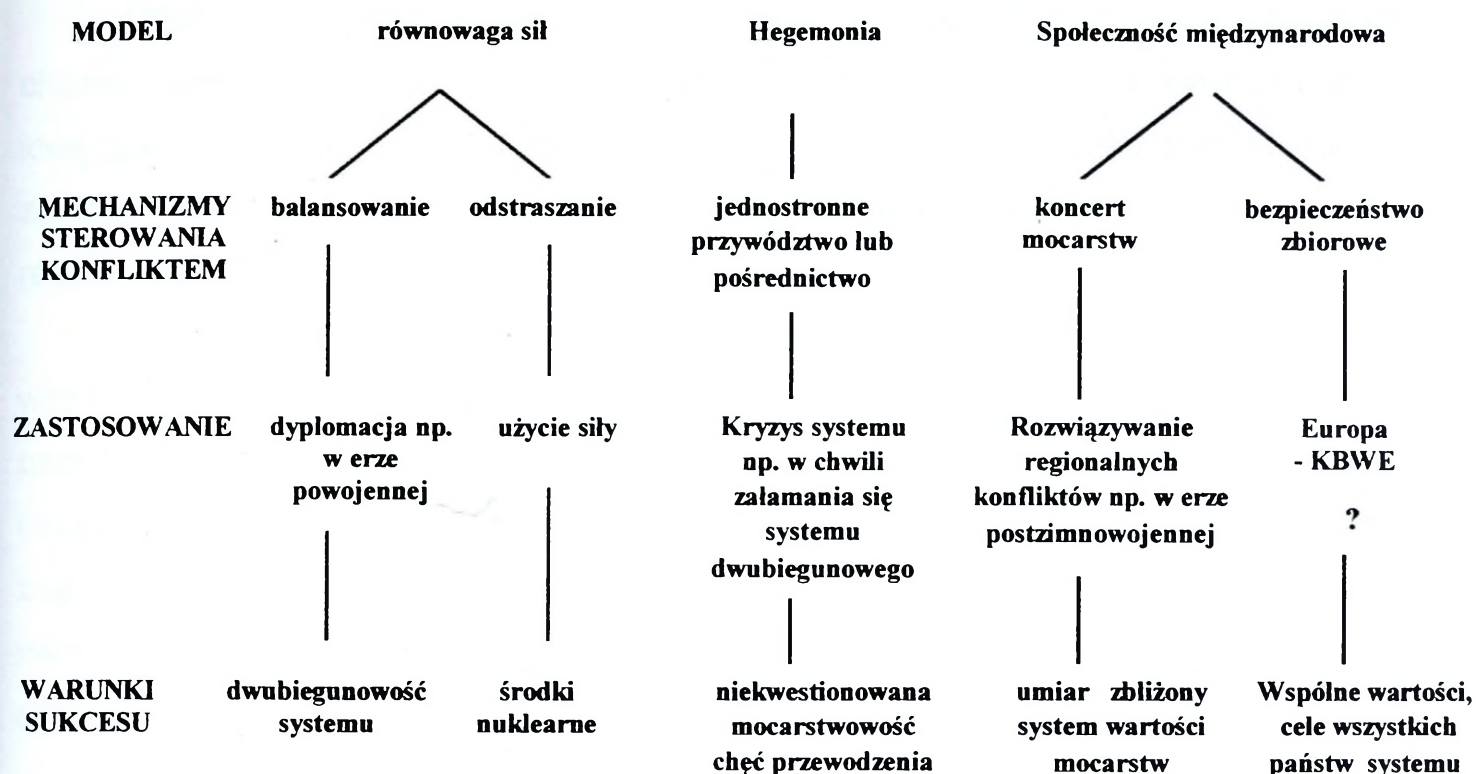 MODEL równowaga sił Hegemonia Społeczność międzynarodowa
MECHANIZMY
STEROWANIA
KONFLIKTEM
balansowanie
odstraszanie
jednostronne
przywództwo lub
pośrednictwo
koncert
mocarstw
bezpieczeństwo
zbiorowe
ZASTOSOWANIE
dyplomacja np.
w erze
powojennej
użycie siły
Kryzys systemu
np. w chwili
załamania się
systemu
dwubiegunowego
Rozwiązywanie
regionalnych
konfliktów np. w erze
postzimnowojennej
Europa
- KBWE
?
WARUNKI
SUKCESU
dwubiegunowość
systemu
środki
nuklearne
niekwestionowana
mocarstwowość
chęć przewodzenia
umiar zbliżony
system wartości
mocarstw
Wspólne wartości,
cele wszystkich
państw systemu